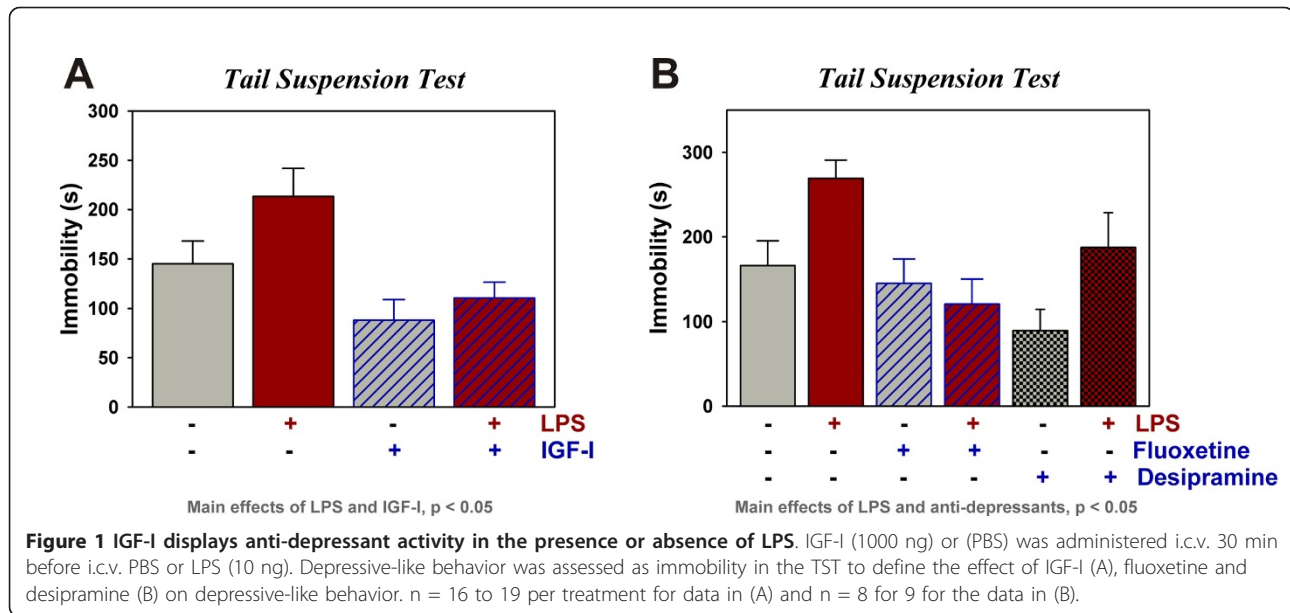 A
Tail Suspension Test
300
250
200
150
100
50
0
Immobility (s)
- + - + LPS
- - + + IGF-I
Main effects of LPS and IGF-I, p < 0.05
B
Tail Suspension Test
300
200
100
0
Immobility (s)
- + - + - + LPS
- - + + - - Fluoxetine
- - - - + + Desipramine
Main effects of LPS and anti-depressants, p < 0.05
Figure 1 IGF-I displays anti-depressant activity in the presence or absence of LPS. IGF-I (1000 ng) or (PBS) was administered i.c.v. 30 min
before i.c.v. PBS or LPS (10 ng). Depressive-like behavior was assessed as immobility in the TST to define the effect of IGF-I (A), fluoxetine and
desipramine (B) on depressive-like behavior. n = 16 to 19 per treatment for data in (A) and n = 8 for 9 for the data in (B).